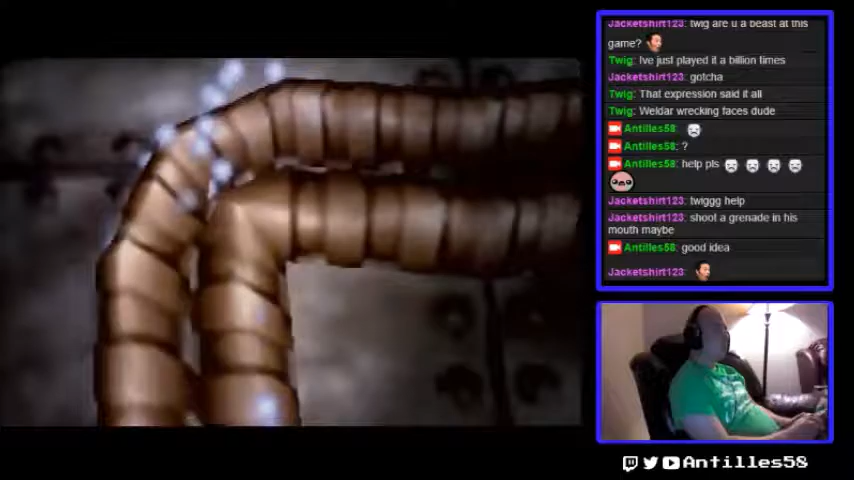 Jacketshirt123: twig are u a beast at this
game?
Twig: Ive just played it a billion times
Jacketshirt123: gotcha
Twig: That expression said it all
Twig: Weldar wrecking faces dude
Antilles58:
Antilles58: ?
Antilles58: help pls
Jacketshirt123: twiggg help
Jacketshirt123: shoot a grenade in his
mouth maybe
Antilles58: good idea
Jacketshirt123:
Antilles58